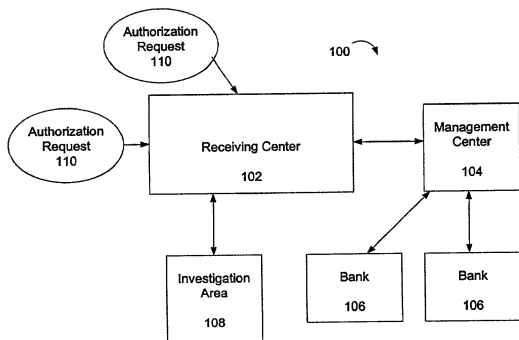 Authorization
Request
110
100
Authorization
Request
110
Receiving Center
102
Management
Center
104
Investigation
Area
108
Bank
106
Bank
106